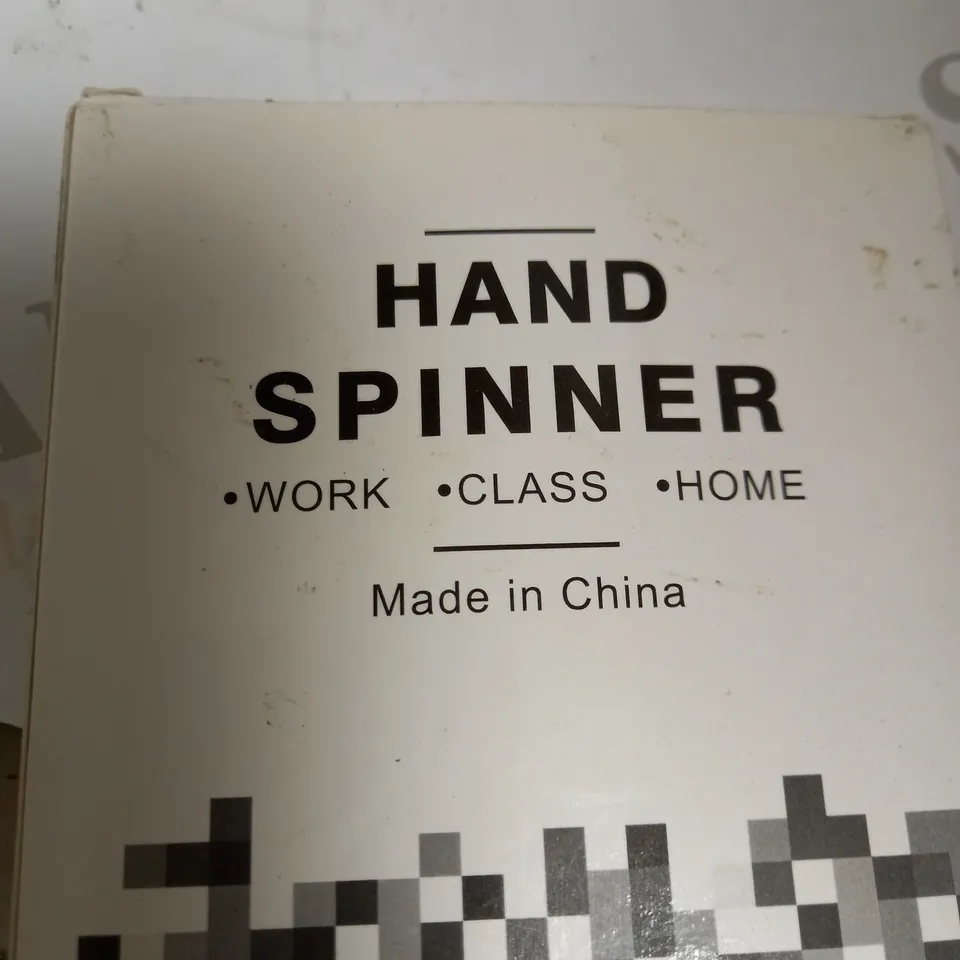 HAND
SPINNER
•WORK •CLASS •HOME
Made in China